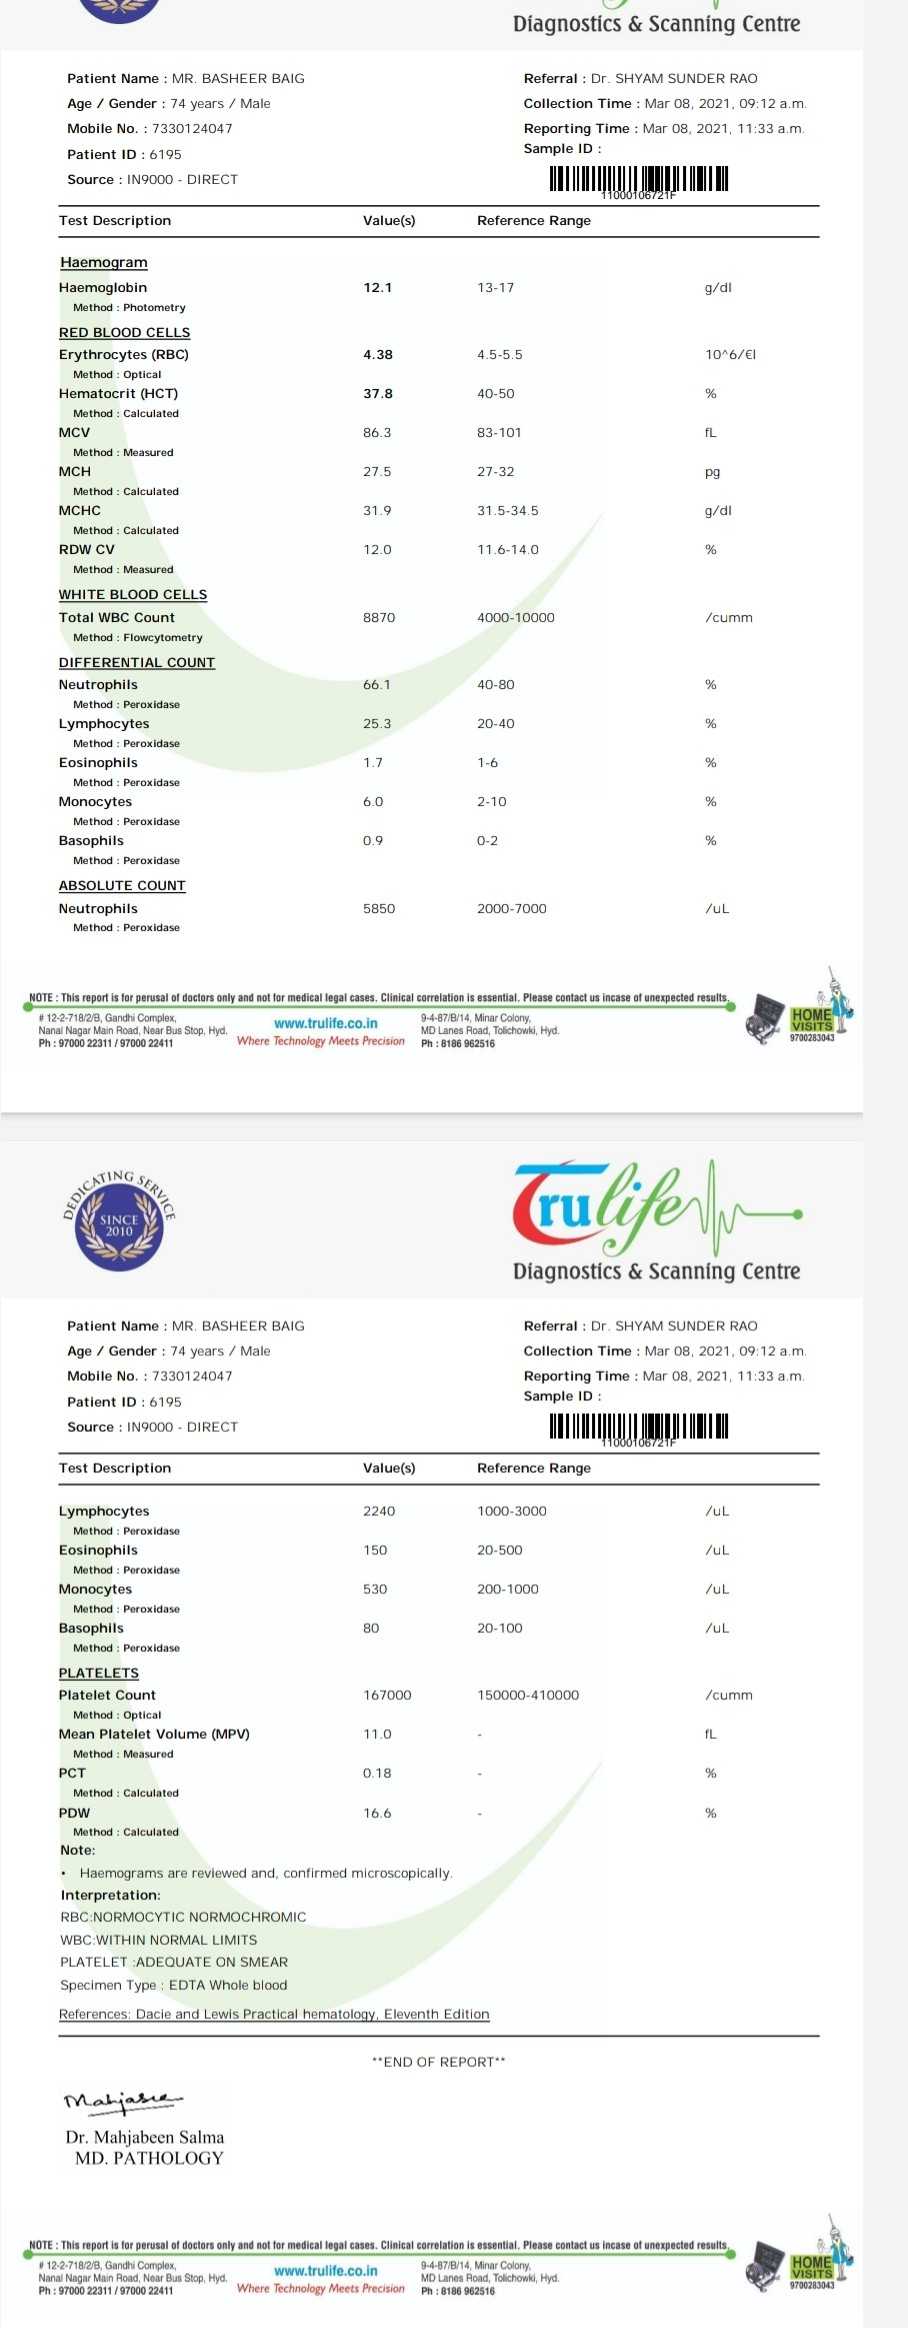 Diagnostics & Scanning Centre
Patient Name : MR. BASHEER BAIG
Referral : Dr. SHYAM SUNDER RAO
Age / Gender : 74 years / Male
Collection Time : Mar 08, 2021, 09:12 a.m.
Mobile No. : 7330124047
Reporting Time : Mar 08, 2021, 11:33 a.m.
Patient ID : 6195
Sample ID :
Source : IN9000 - DIRECT
11000106721F
Test Description Value(s) Reference Range
Haemogram
Haemoglobin 12.1 13-17 g/dl
Method : Photometry
RED BLOOD CELLS
Erythrocytes (RBC) 4.38 4.5-5.5 10^6/€l
Method : Optical
Hematocrit (HCT) 37.8 40-50 %
Method : Calculated
MCV 86.3 83-101 fL
Method : Measured
MCH 27.5 27-32 pg
Method : Calculated
MCHC 31.9 31.5-34.5 g/dl
Method : Calculated
RDW CV 12.0 11.6-14.0 %
Method : Measured
WHITE BLOOD CELLS
Total WBC Count 8870 4000-10000 /cumm
Method : Flowcytometry
DIFFERENTIAL COUNT
Neutrophils 66.1 40-80 %
Method : Peroxidase
Lymphocytes 25.3 20-40 %
Method : Peroxidase
Eosinophils 1.7 1-6 %
Method : Peroxidase
Monocytes 6.0 2-10 %
Method : Peroxidase
Basophils 0.9 0-2 %
Method : Peroxidase
ABSOLUTE COUNT
Neutrophils 5850 2000-7000 /uL
Method : Peroxidase
NOTE : This report is for perusal of doctors only and not for medical legal cases. Clinical correlation is essential. Please contact us incase of unexpected results.
# 12-2-718/2/B, Gandhi Complex,
Nanal Nagar Main Road, Near Bus Stop, Hyd.
Ph : 97000 22311 / 97000 22411
www.trulife.co.in
Where Technology Meets Precision
9-4-87/B/14, Minar Colony,
MD Lanes Road, Tolichowki, Hyd.
Ph : 8186 962516
HOME
VISITS
9700283043
DEDICATING SERVICE
SINCE
2010
Trulife
Diagnostics & Scanning Centre
Patient Name : MR. BASHEER BAIG
Referral : Dr. SHYAM SUNDER RAO
Age / Gender : 74 years / Male
Collection Time : Mar 08, 2021, 09:12 a.m.
Mobile No. : 7330124047
Reporting Time : Mar 08, 2021, 11:33 a.m.
Patient ID : 6195
Sample ID :
Source : IN9000 - DIRECT
11000106721F
Test Description Value(s) Reference Range
Lymphocytes 2240 1000-3000 /uL
Method : Peroxidase
Eosinophils 150 20-500 /uL
Method : Peroxidase
Monocytes 530 200-1000 /uL
Method : Peroxidase
Basophils 80 20-100 /uL
Method : Peroxidase
PLATELETS
Platelet Count 167000 150000-410000 /cumm
Method : Optical
Mean Platelet Volume (MPV) 11.0 - fL
Method : Measured
PCT 0.18 - %
Method : Calculated
PDW 16.6 - %
Method : Calculated
Note:
• Haemograms are reviewed and, confirmed microscopically.
Interpretation:
RBC:NORMOCYTIC NORMOCHROMIC
WBC:WITHIN NORMAL LIMITS
PLATELET :ADEQUATE ON SMEAR
Specimen Type : EDTA Whole blood
References: Dacie and Lewis Practical hematology, Eleventh Edition
**END OF REPORT**
Dr. Mahjabeen Salma
MD. PATHOLOGY
NOTE : This report is for perusal of doctors only and not for medical legal cases. Clinical correlation is essential. Please contact us incase of unexpected results.
# 12-2-718/2/B, Gandhi Complex,
Nanal Nagar Main Road, Near Bus Stop, Hyd.
Ph : 97000 22311 / 97000 22411
www.trulife.co.in
Where Technology Meets Precision
9-4-87/B/14, Minar Colony,
MD Lanes Road, Tolichowki, Hyd.
Ph : 8186 962516
HOME
VISITS
9700283043